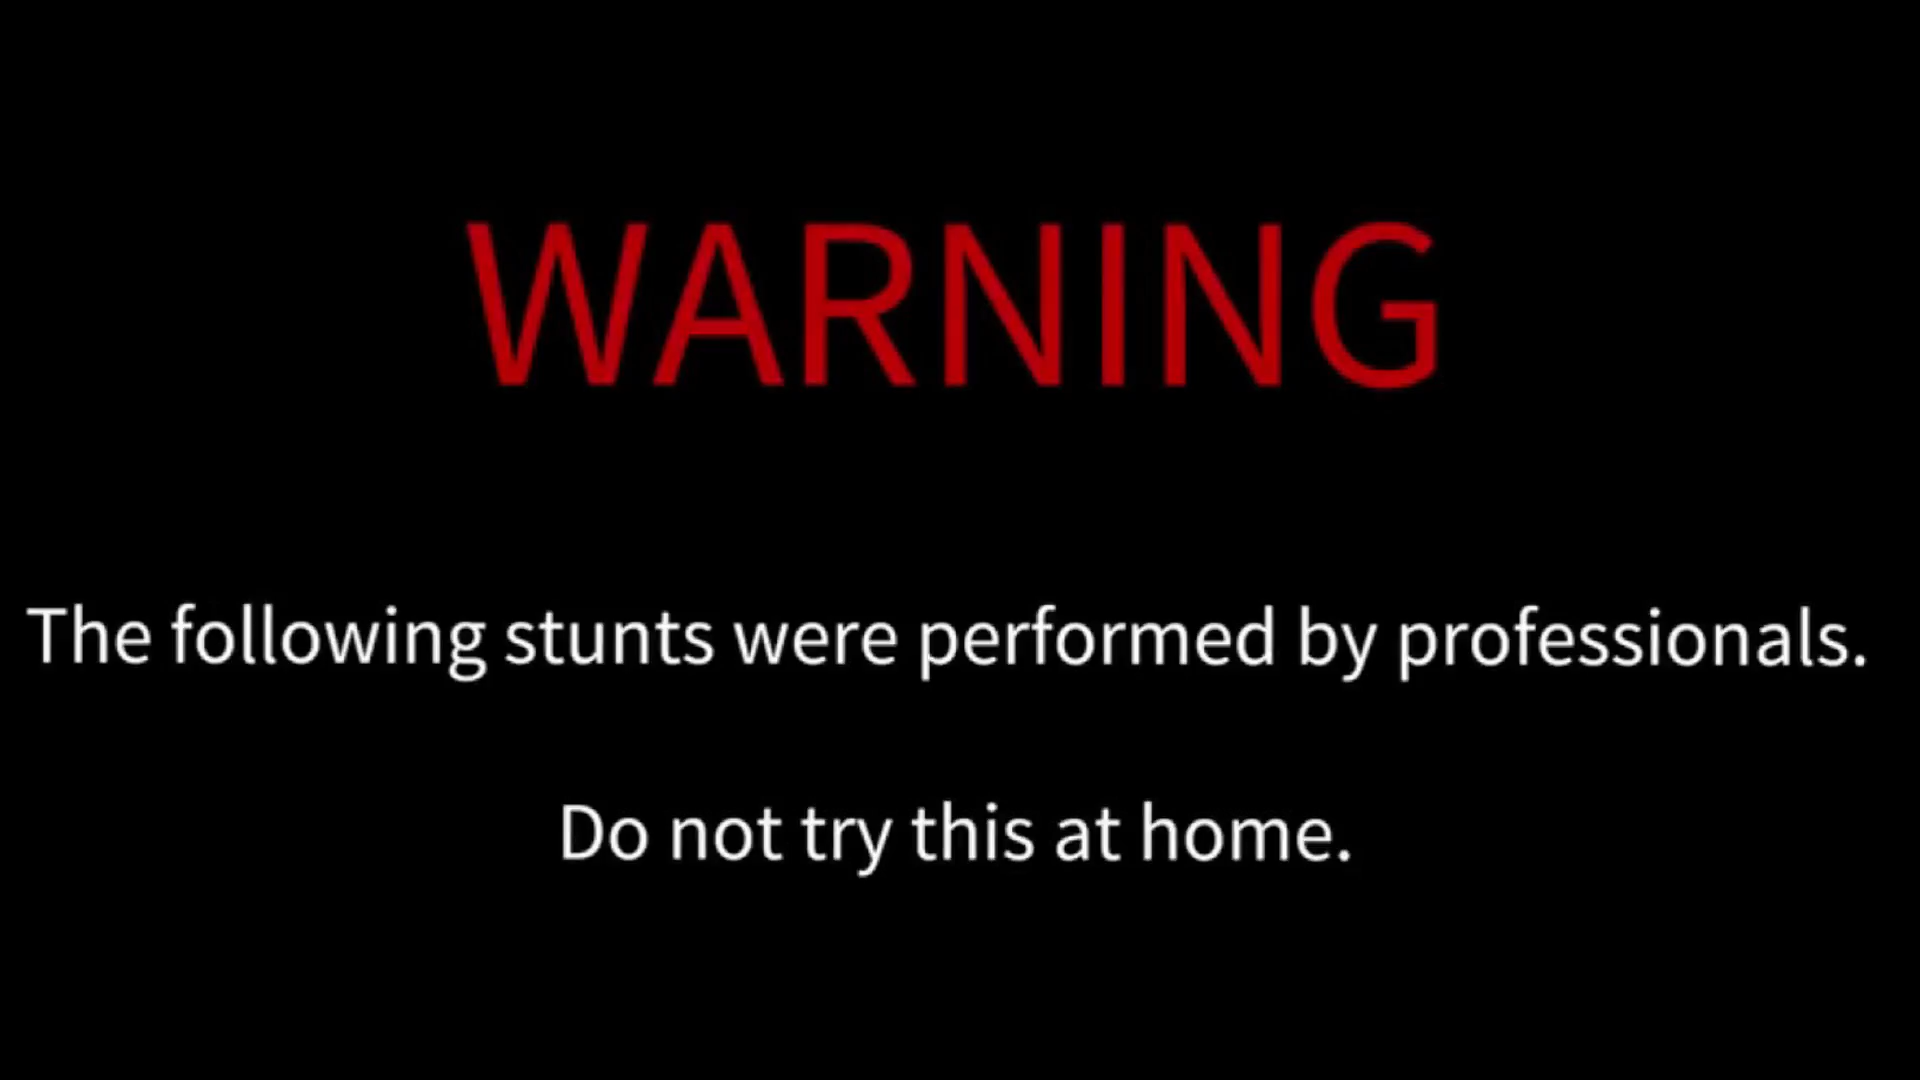 WARNING
The following stunts were performed by professionals.
Do not try this at home.